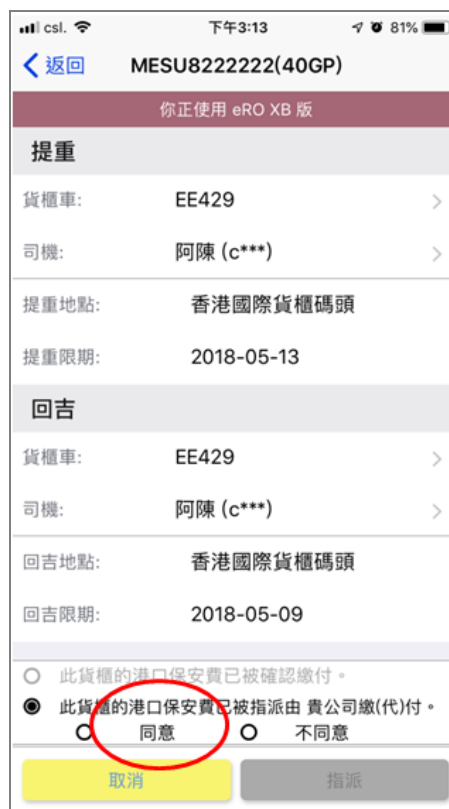 csl. 下午3:13 81%
返回 MESU8222222(40GP)
你正使用 eRO XB 版
提重
貨櫃車: EE429
司機: 阿陳 (c***)
提重地點: 香港國際貨櫃碼頭
提重限期: 2018-05-13
回吉
貨櫃車: EE429
司機: 阿陳 (c***)
回吉地點: 香港國際貨櫃碼頭
回吉限期: 2018-05-09
此貨櫃的港口保安費已被確認繳付。
此貨櫃的港口保安費已被指派由 貴公司繳(代)付。
同意 不同意
取消 指派